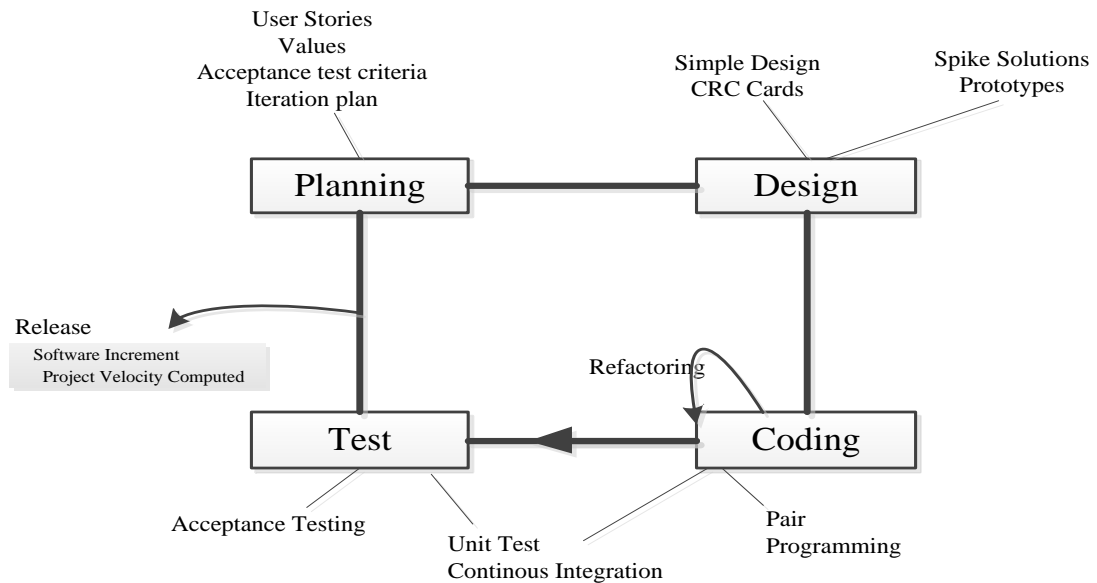 User Stories
Values
Acceptance test criteria
Iteration plan
Simple Design
CRC Cards
Spike Solutions
Prototypes
Planning
Design
Release
Software Increment
Project Velocity Computed
Refactoring
Test
Coding
Acceptance Testing
Unit Test
Continous Integration
Pair
Programming